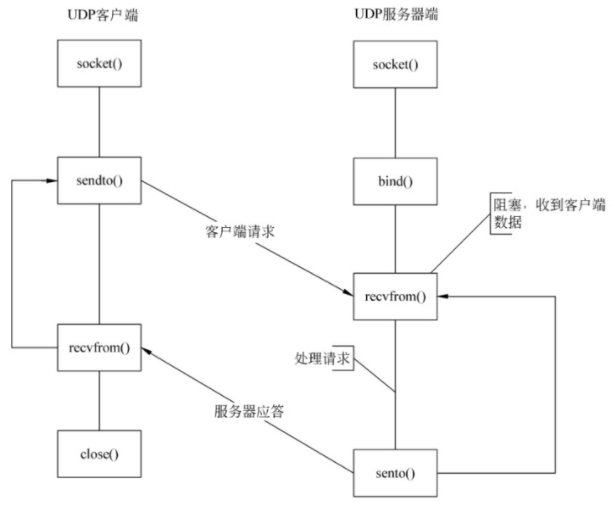 UDP客户端
UDP服务器端
socket()
socket()
sendto()
bind()
阻塞，收到客户端
数据
客户端请求
recvfrom()
recvfrom()
处理请求
服务器应答
close()
sento()